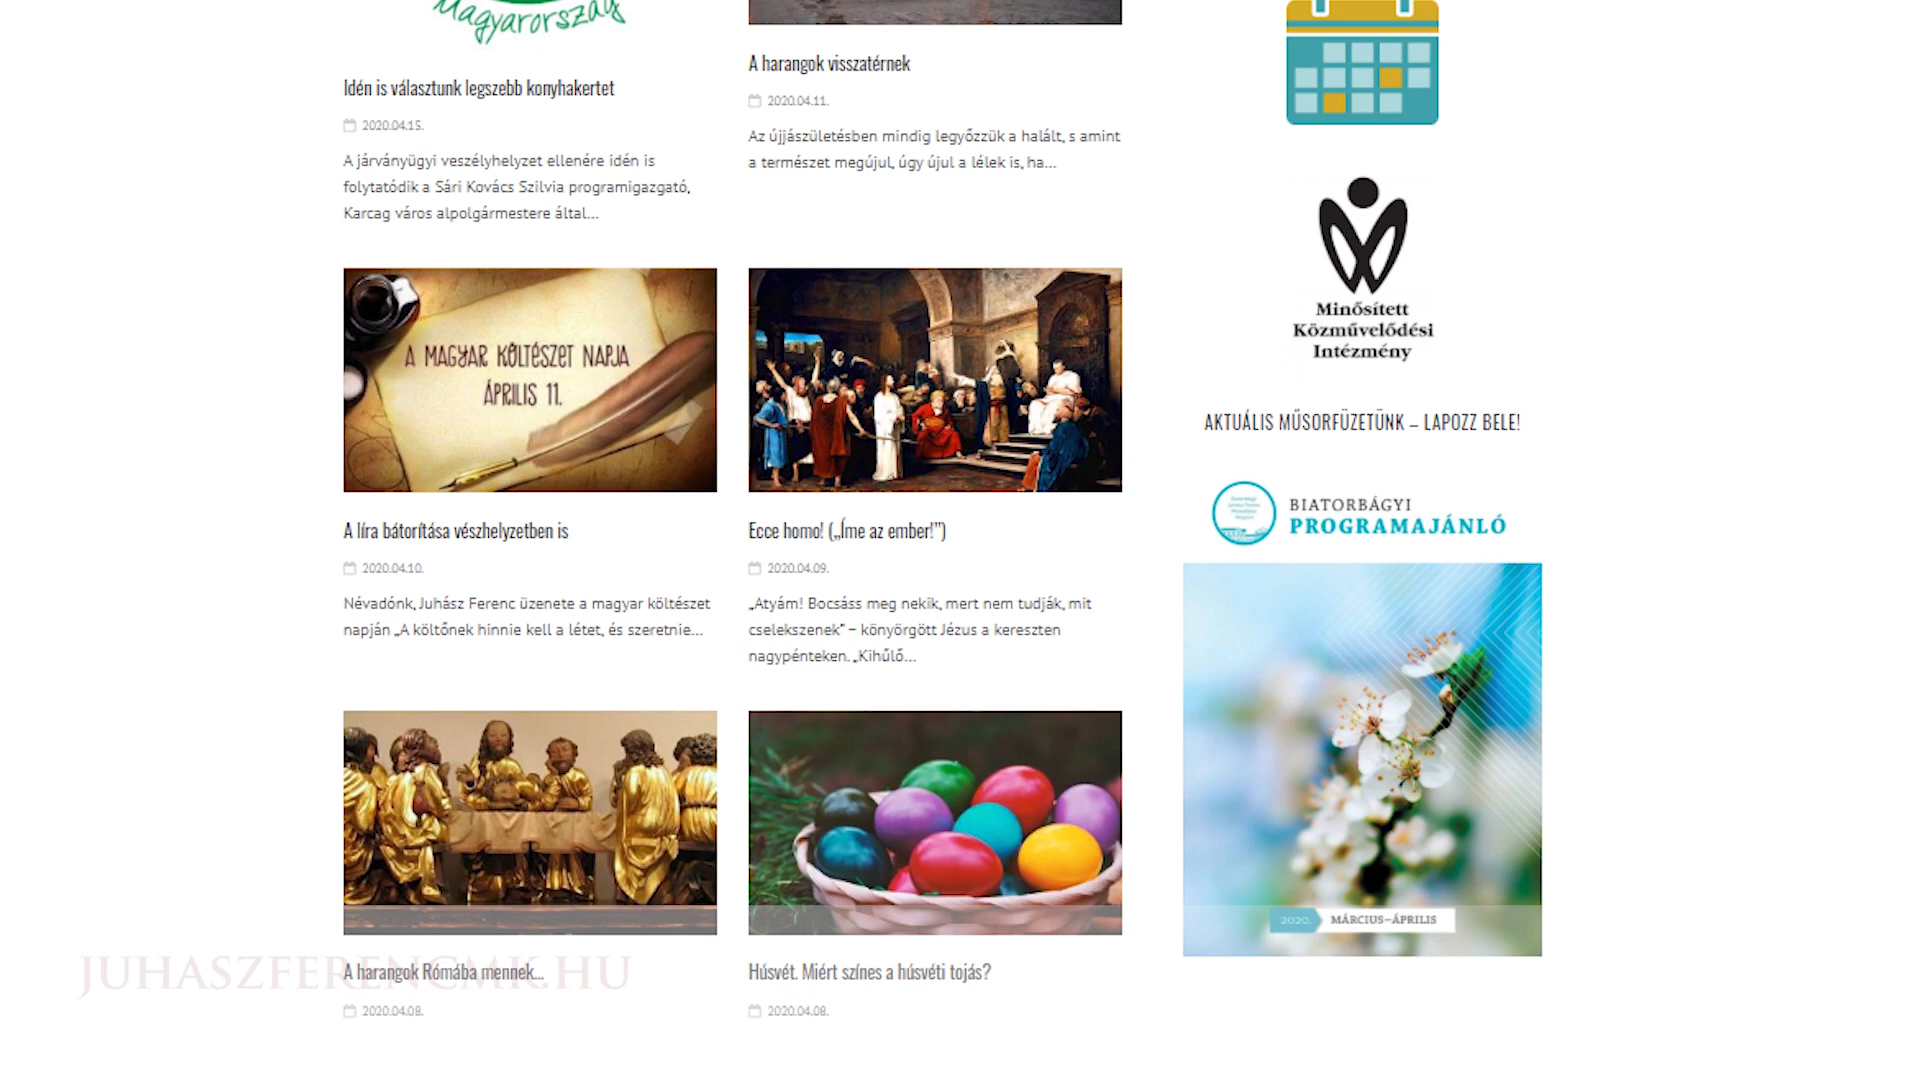 Magyarország
Idén is választunk legszebb konyhakertet
2020.04.15.
A járványügyi veszélyhelyzet ellenére idén is
folytatódik a Sári Kovács Szilvia programigazgató,
Karcag város alpolgármestere által...
A harangok visszatérnek
2020.04.11.
Az újjászületésben mindig legyőzzük a halált, s amint
a természet megújul, úgy újul a lélek is, ha...
A MAGYAR KÖLTÉSZET NAPJA
ÁPRILIS 11.
A líra bátorítása vészhelyzetben is
2020.04.10.
Névadónk, Juhász Ferenc üzenete a magyar költészet
napján „A költőnek hinnie kell a létet, és szeretnie...
Ecce homo! („Íme az ember!”)
2020.04.09.
„Atyám! Bocsáss meg nekik, mert nem tudják, mit
cselekszenek” – könyörgött Jézus a kereszten
nagypénteken. „Kihűlő...
A harangok Rómába mennek...
2020.04.08.
Húsvét. Miért színes a húsvéti tojás?
2020.04.08.
Minősített
Közművelődési
Intézmény
AKTUÁLIS MŰSORFÜZETÜNK – LAPOZZ BELE!
BIATORBÁGYI
PROGRAMAJÁNLÓ
2020. MÁRCIUS–ÁPRILIS
JUHASZFERENCMK.HU